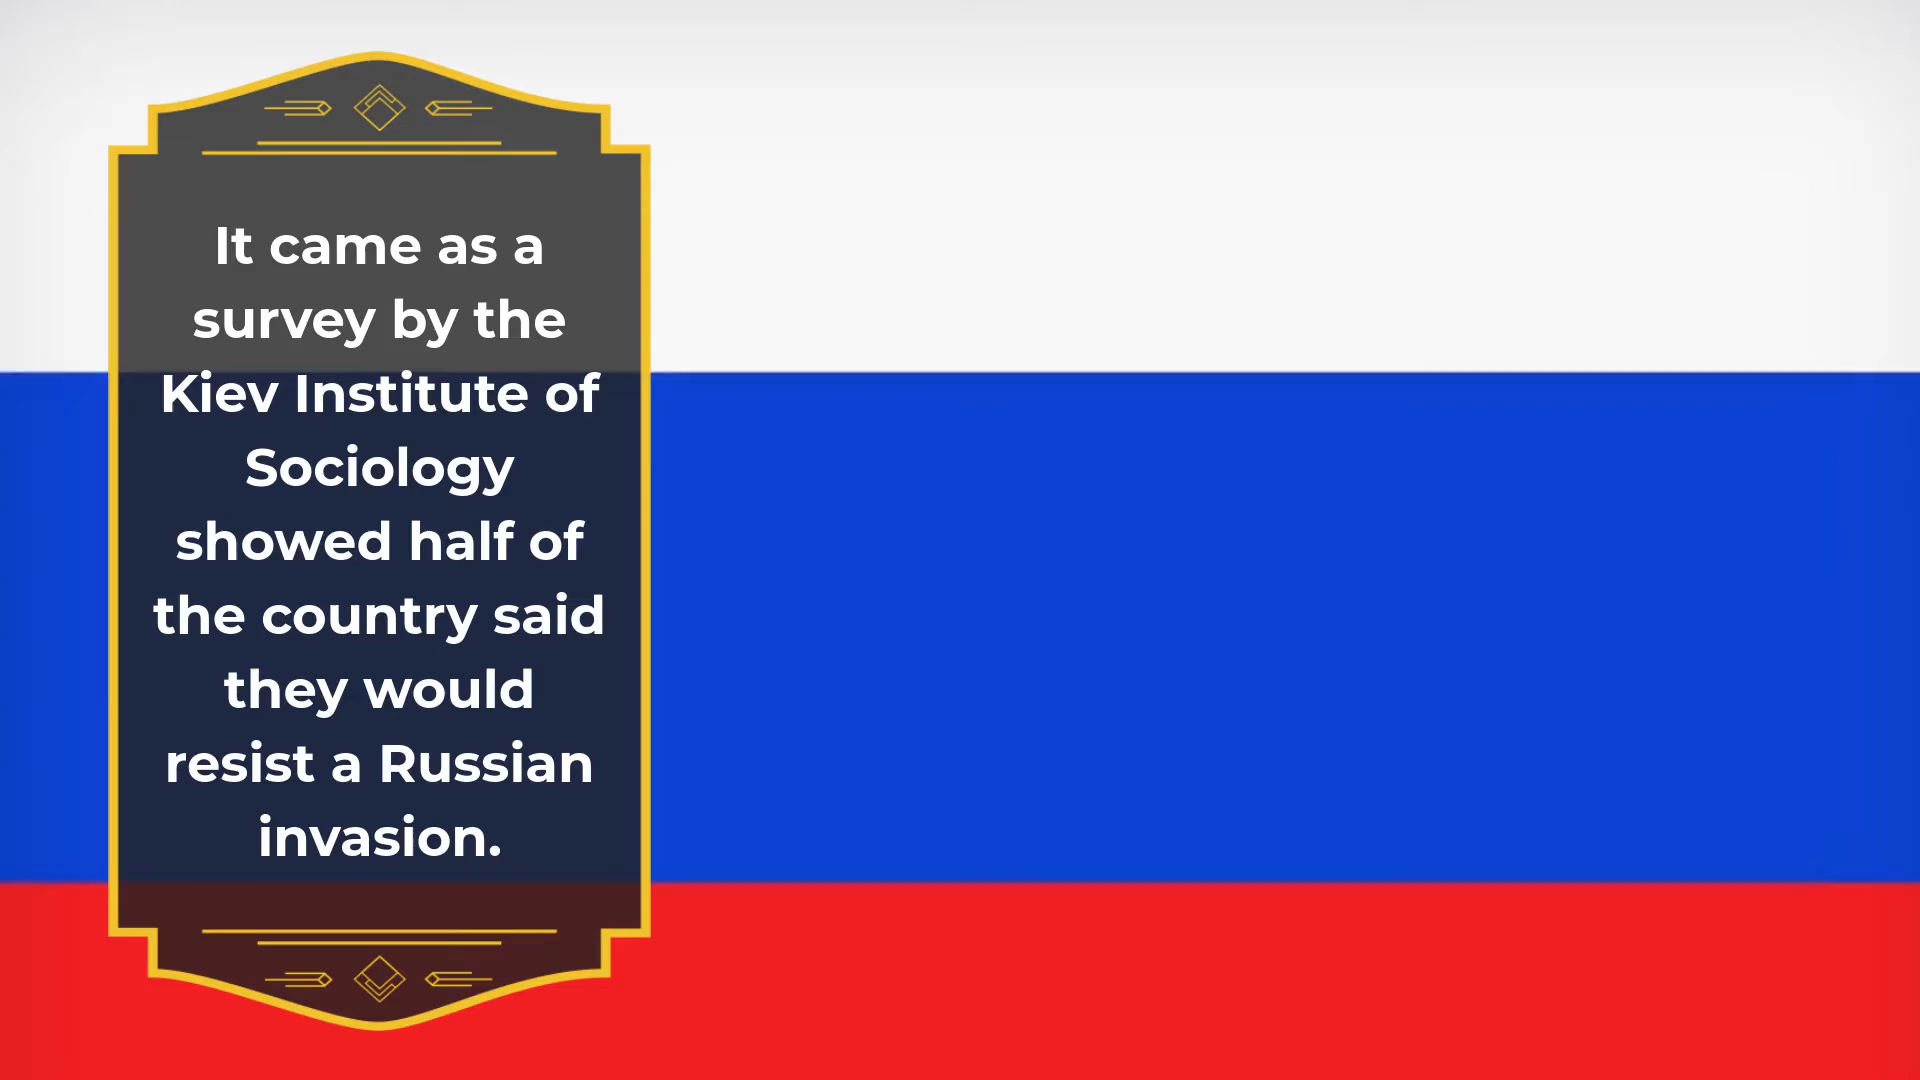 It came as a
survey by the
Kiev Institute of
Sociology
showed half of
the country said
they would
resist a Russian
invasion.